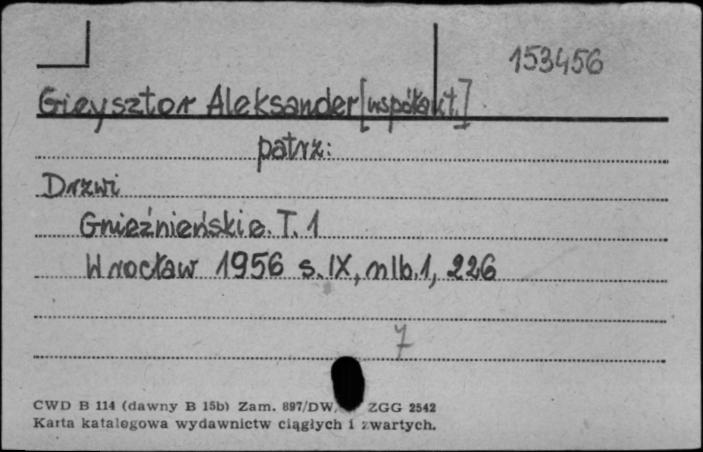 153456
Gieysztor Aleksander [współaut.]
patrz:
Drzwi
Gnieźnieńskie. T. 1
Wrocław 1956 s. IX, nlb. 1, 226
7
CWD B 114 (dawny B 15b) Zam. 897/DW, ZGG 2542
Karta katalogowa wydawnictw ciągłych i zwartych.